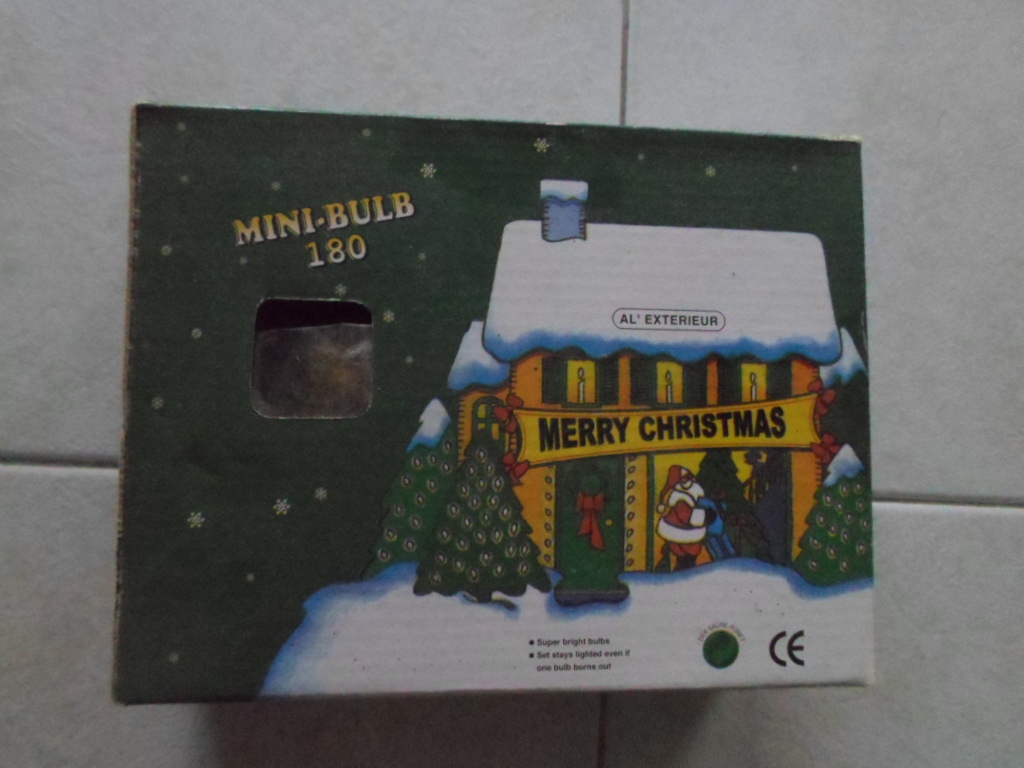 MINI-BULB
180
AL' EXTERIEUR
MERRY CHRISTMAS
Super bright bulbs
Set stays lighted even if
one bulb burns out
CE